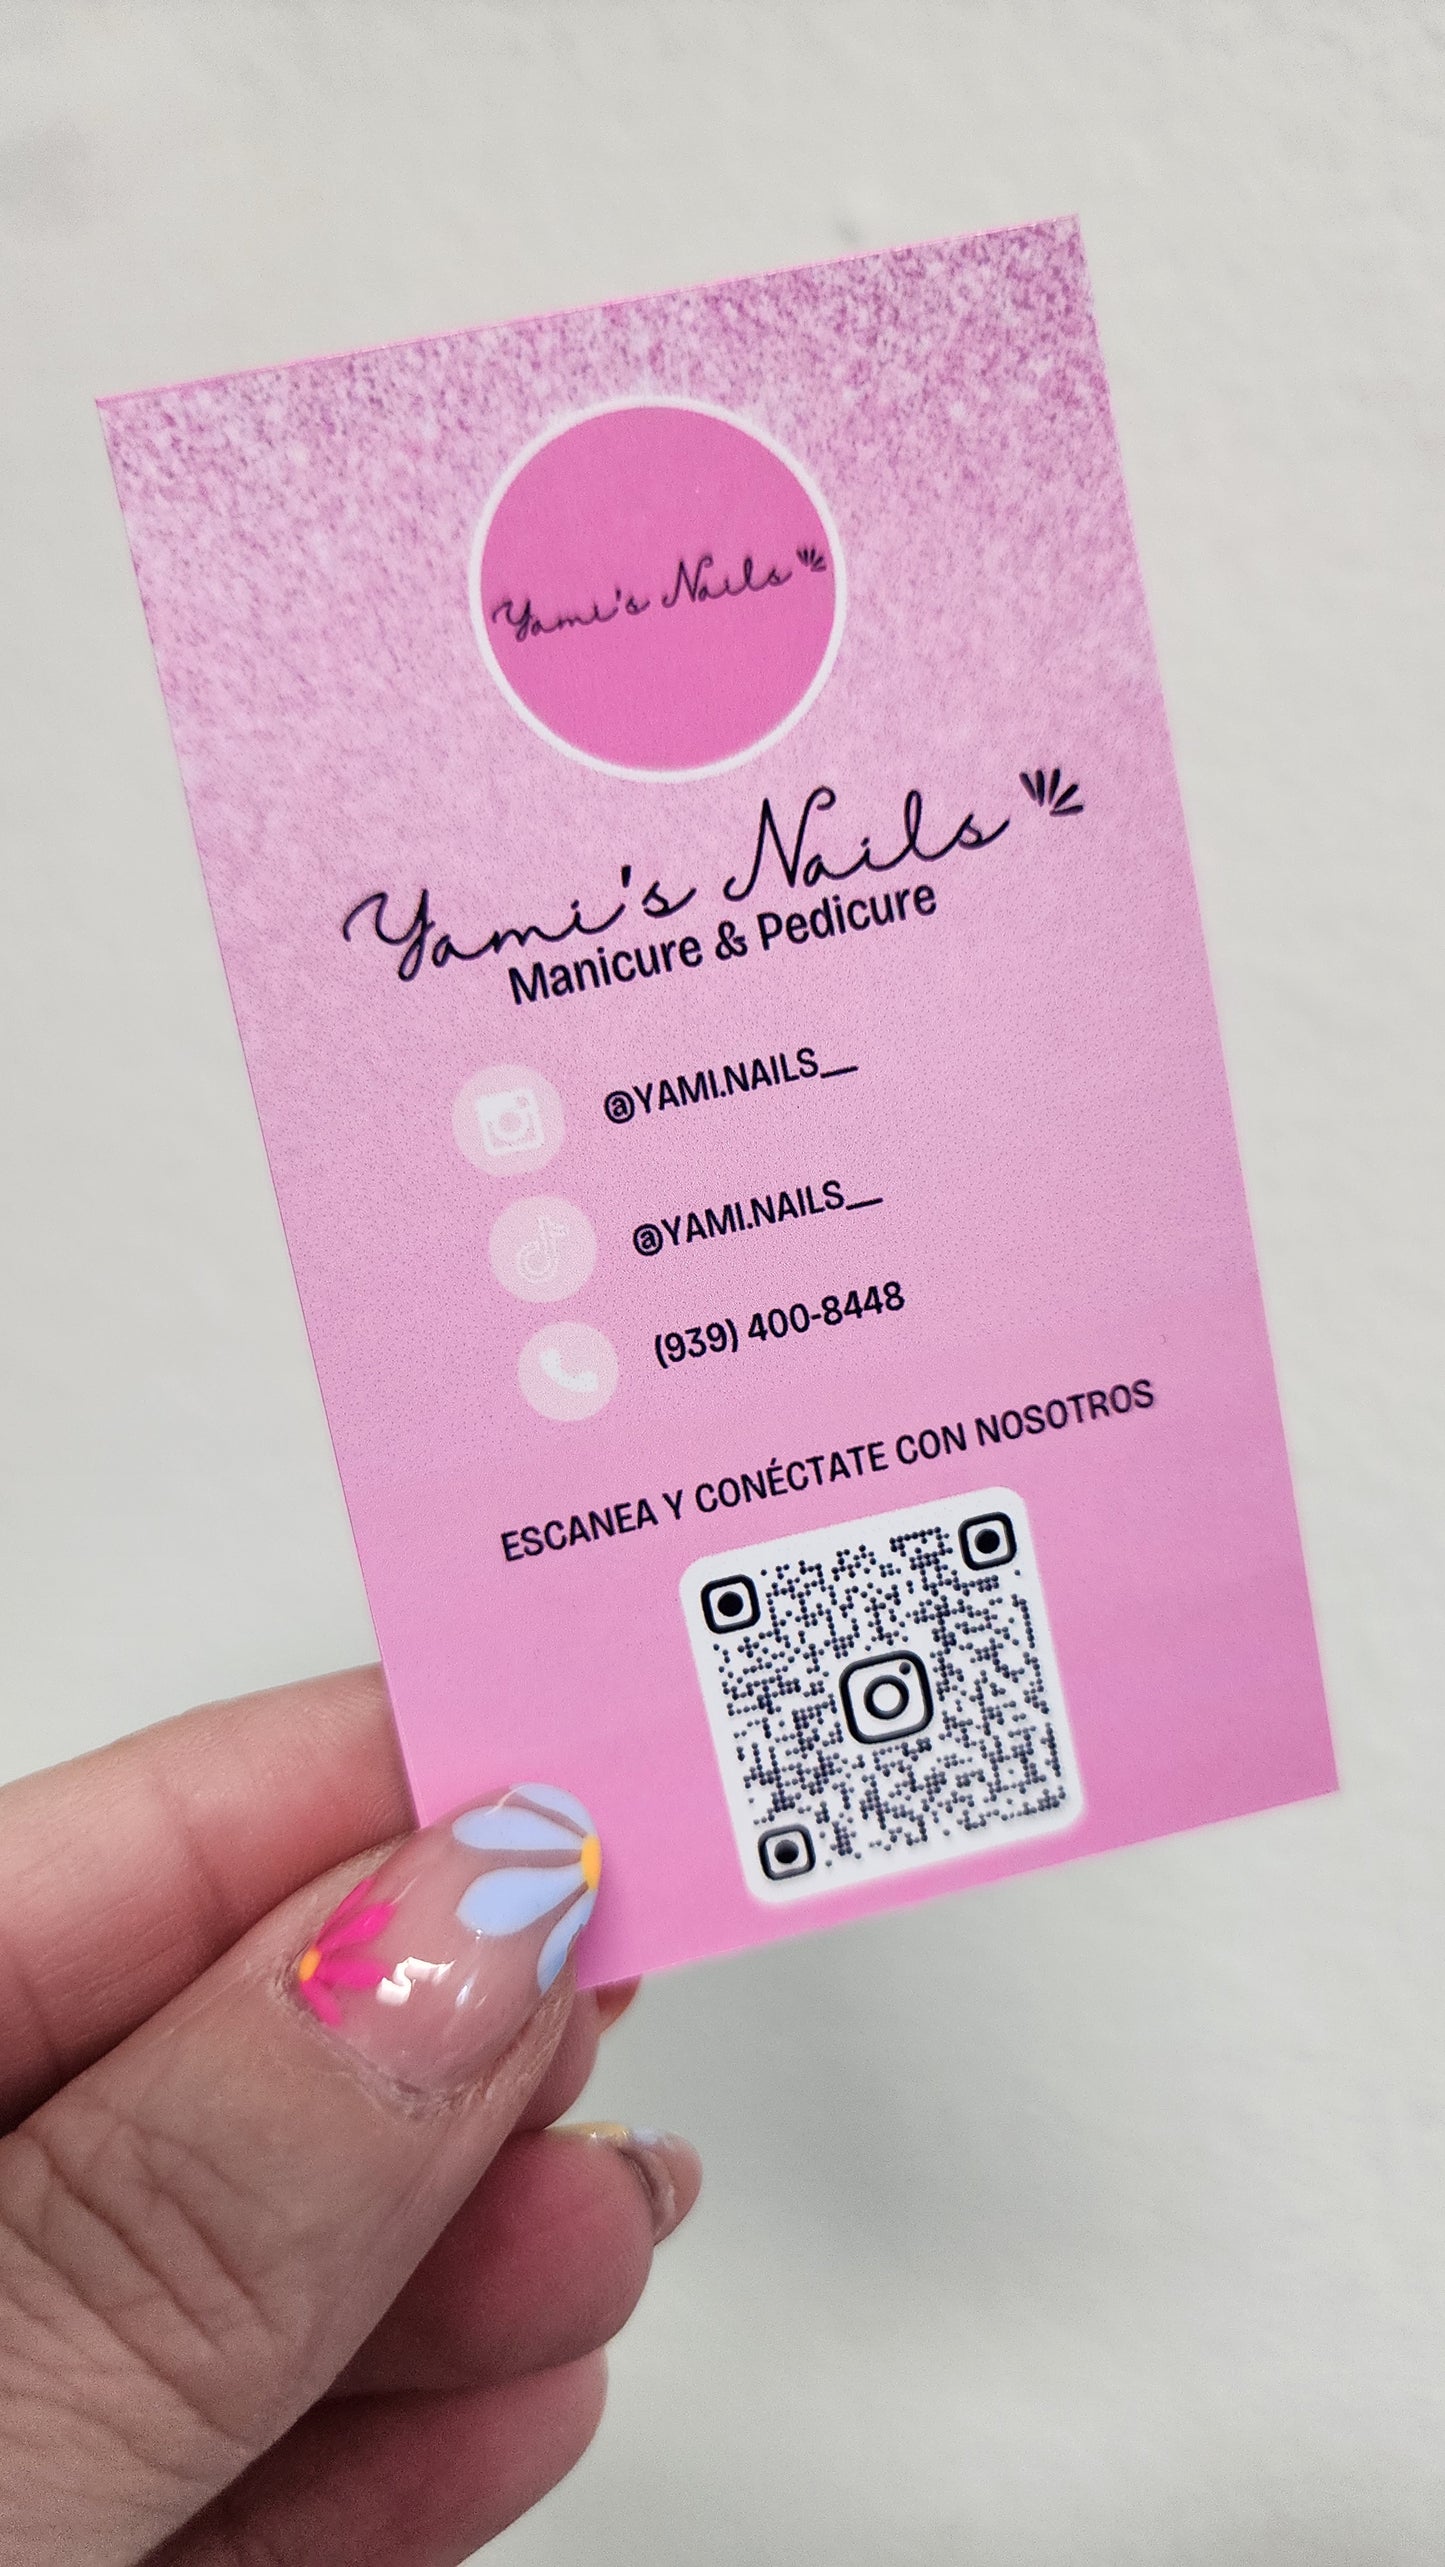 Yami's Nails
Yami's Nails
Manicure & Pedicure
@YAMI.NAILS__
@YAMI.NAILS__
(939) 400-8448
ESCANEA Y CONÉCTATE CON NOSOTROS